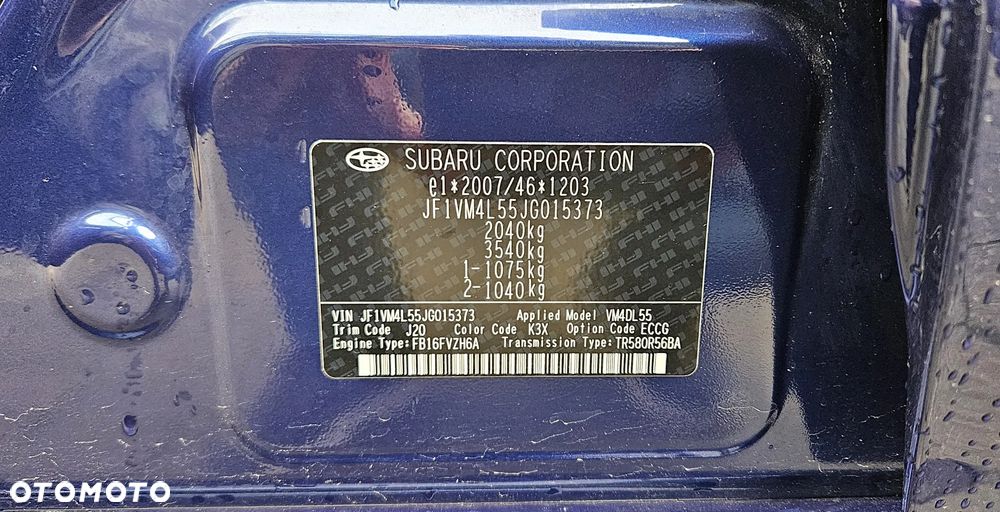 SUBARU CORPORATION
e1*2007/46*1203
JF1VM4L55JG015373
2040kg
3540kg
1-1075kg
2-1040kg
VIN JF1VM4L55JG015373 Applied Model VM4DL55
Trim Code J20 Color Code K3X Option Code ECCG
Engine Type:FB16FVZH6A Transmission Type:TR580R56BA
OTOMOTO